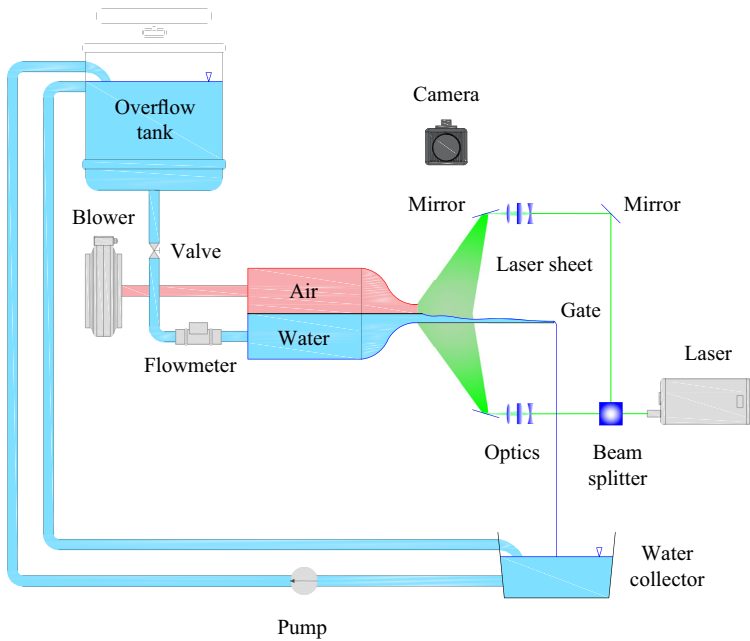 Overflow
tank
Camera
Blower
Mirror
Mirror
Valve
Laser sheet
Air
Gate
Water
Flowmeter
Laser
Optics
Beam
splitter
Water
collector
Pump